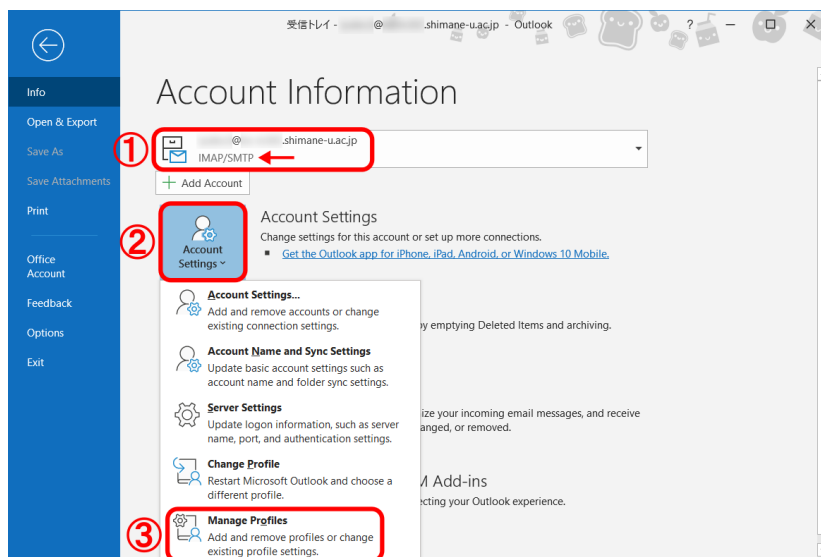 受信トレイ - @ .shimane-u.ac.jp - Outlook
?
Info
Open & Export
Save As
Save Attachments
Print
Office
Account
Feedback
Options
Exit
Account Information
①
@ .shimane-u.ac.jp
IMAP/SMTP
Add Account
②
Account
Settings
Account Settings
Change settings for this account or set up more connections.
Get the Outlook app for iPhone, iPad, Android, or Windows 10 Mobile.
Account Settings...
Add and remove accounts or change
existing connection settings.
by emptying Deleted Items and archiving.
Account Name and Sync Settings
Update basic account settings such as
account name and folder sync settings.
Server Settings
Update logon information, such as server
name, port, and authentication settings.
ize your incoming email messages, and receive
anged, or removed.
Change Profile
Restart Microsoft Outlook and choose a
different profile.
M Add-ins
ecting your Outlook experience.
③
Manage Profiles
Add and remove profiles or change
existing profile settings.